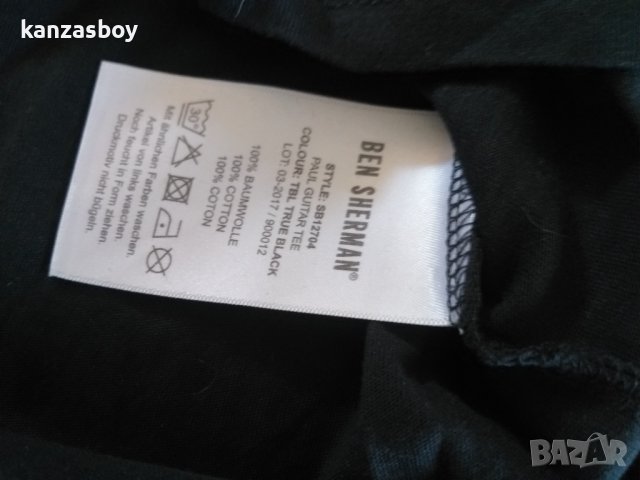 kanzasboy
BEN SHERMAN®
STYLE: SB12704
PAUL GUITAR TEE
COLOUR: TBL TRUE BLACK
LOT: 03-2017 / 900012
100% BAUMWOLLE
100% COTTON
100% COTON
30°
Mit ähnlichen Farben waschen.
Artikel von links waschen.
Noch feucht in Form ziehen.
Druckmotiv nicht bügeln.
BAZAR